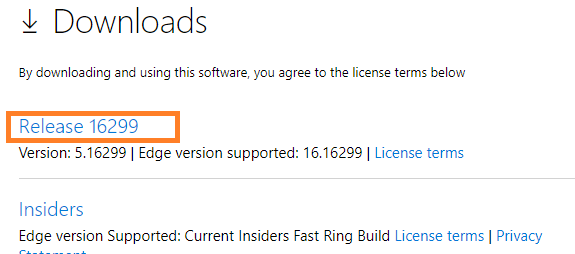 Downloads
By downloading and using this software, you agree to the license terms below
Release 16299
Version: 5.16299 | Edge version supported: 16.16299 | License terms
Insiders
Edge version Supported: Current Insiders Fast Ring Build License terms | Privacy
Statement